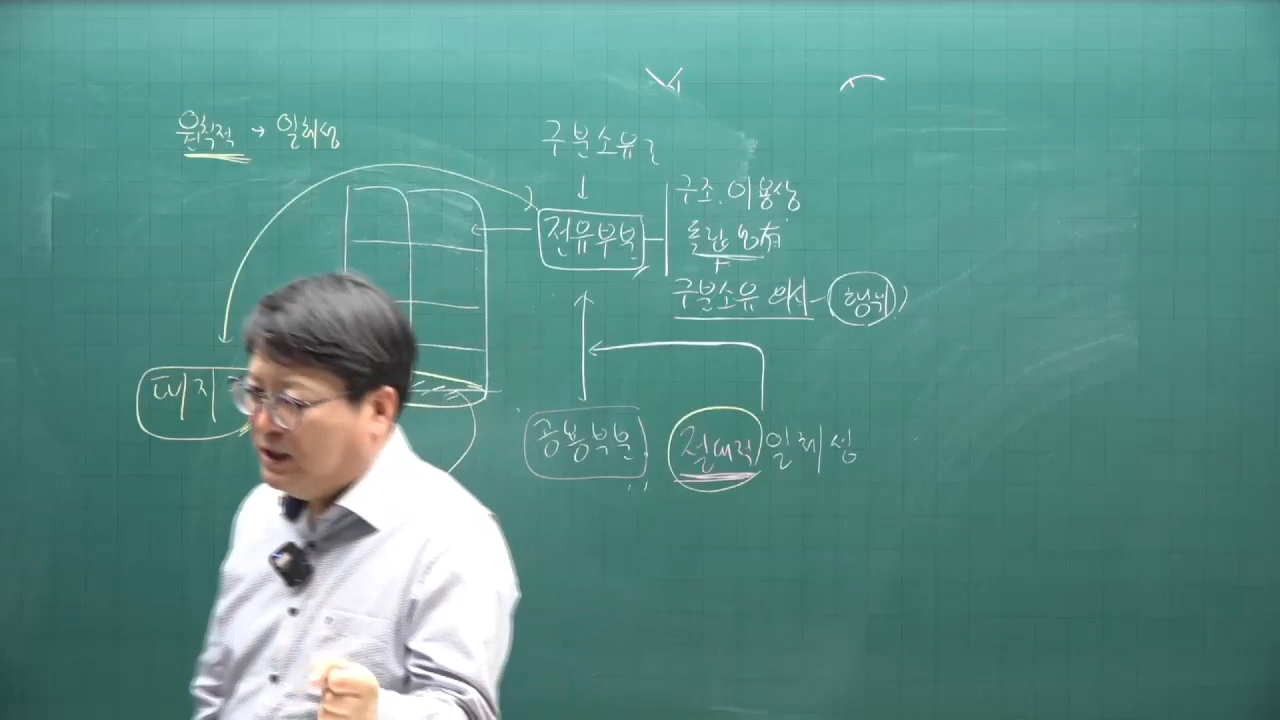 원칙적 → 일체성
구분소유권
↓
전유부분
구조.이용상
독립 있有
+
구분소유 의사 - 행위)
대지
공용부분
절대적 일체성